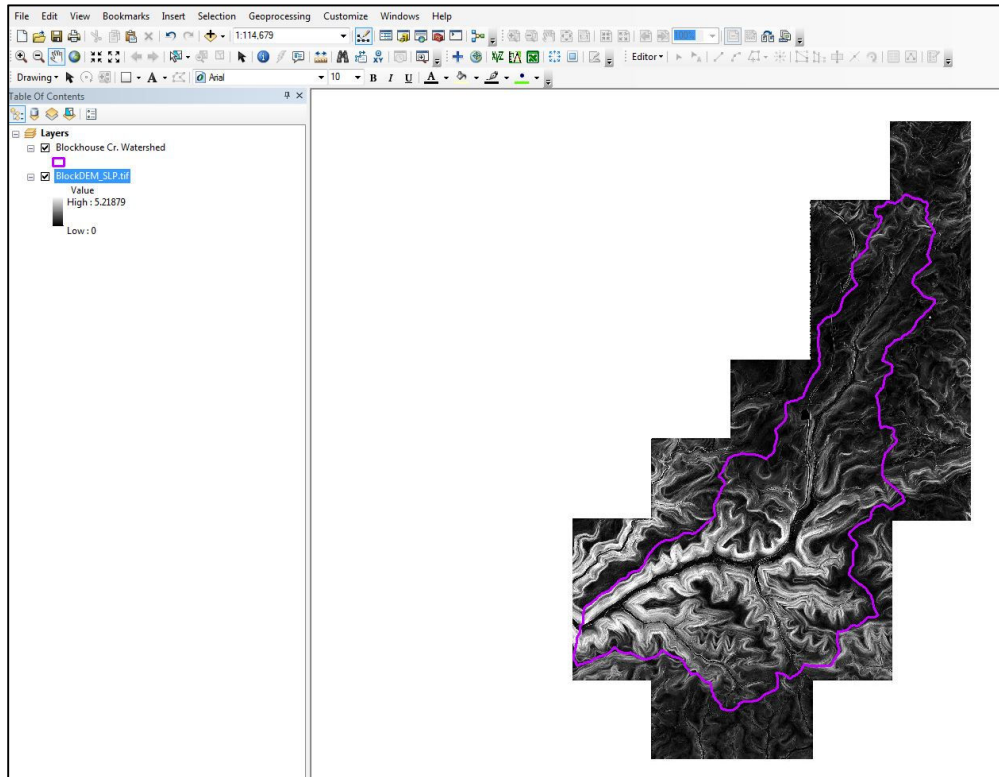 File Edit View Bookmarks Insert Selection Geoprocessing Customize Windows Help
1:114,679
Editor
Drawing A Arial 10 B I U A
Table Of Contents
Layers
Blockhouse Cr. Watershed
BlockDEM_SLP.tif
Value
High : 5.21879
Low : 0